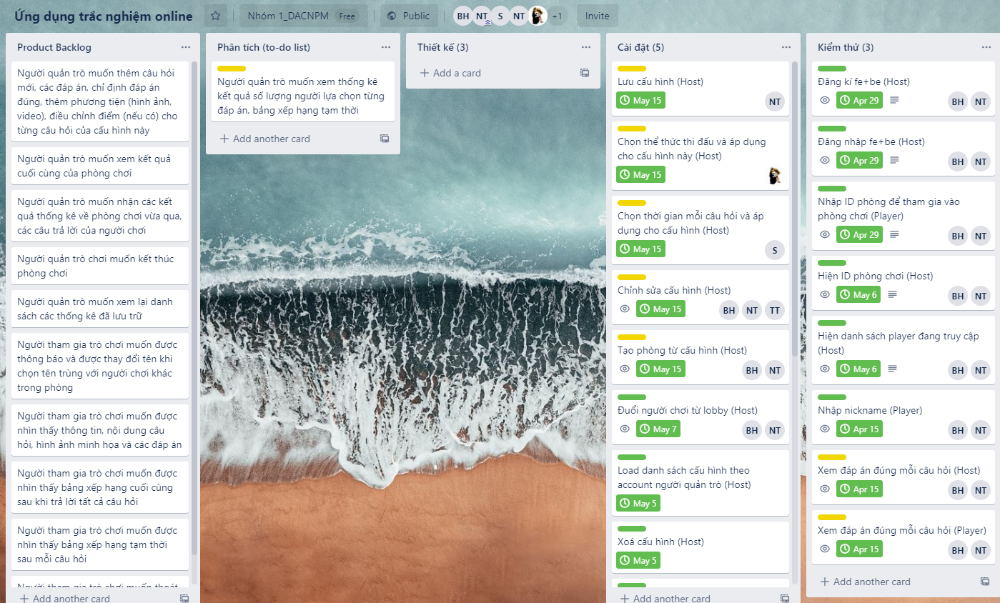 Ứng dụng trắc nghiệm online
Nhóm 1_DACNPM Free
Public
BH NT S NT +1
Invite
Product Backlog
Người quản trò muốn thêm câu hỏi
mới, các đáp án, chỉ định đáp án
đúng, thêm phương tiện (hình ảnh,
video), điều chỉnh điểm (nếu có) cho
từng câu hỏi của cấu hình này
Người quản trò muốn xem kết quả
cuối cùng của phòng chơi
Người quản trò muốn nhận các kết
quả thống kê về phòng chơi vừa qua,
các câu trả lời của người chơi
Người quản trò chơi muốn kết thúc
phòng chơi
Người quản trò muốn xem lại danh
sách các thống kê đã lưu trữ
Người tham gia trò chơi muốn được
thông báo và được thay đổi tên khi
chọn tên trùng với người chơi khác
trong phòng
Người tham gia trò chơi muốn được
nhìn thấy thông tin, nội dung câu
hỏi, hình ảnh minh họa và các đáp án
Người tham gia trò chơi muốn được
nhìn thấy bảng xếp hạng cuối cùng
sau khi trả lời tất cả câu hỏi
Người tham gia trò chơi muốn được
nhìn thấy bảng xếp hạng tạm thời
sau mỗi câu hỏi
Người tham gia trò chơi muốn thoát
Add another card
Phân tích (to-do list)
Người quản trò muốn xem thống kê
kết quả số lượng người lựa chọn từng
đáp án, bảng xếp hạng tạm thời
Add another card
Thiết kế (3)
Add a card
Cài đặt (5)
Lưu cấu hình (Host)
May 15
NT
Chọn thể thức thi đấu và áp dụng
cho cấu hình này (Host)
May 15
Chọn thời gian mỗi câu hỏi và áp
dụng cho cấu hình (Host)
May 15
S
Chỉnh sửa cấu hình (Host)
May 15
BH NT TT
Tạo phòng từ cấu hình (Host)
May 15
BH NT
Đuổi người chơi từ lobby (Host)
May 7
BH NT
Load danh sách cấu hình theo
account người quản trò (Host)
May 5
Xoá cấu hình (Host)
May 5
Add another card
Kiểm thử (3)
Đăng kí fe+be (Host)
Apr 29
BH NT
Đăng nhập fe+be (Host)
Apr 29
BH NT
Nhập ID phòng để tham gia vào
phòng chơi (Player)
Apr 29
BH NT
Hiện ID phòng chơi (Host)
May 6
BH NT
Hiện danh sách player đang truy cập
(Host)
May 6
BH NT
Nhập nickname (Player)
Apr 15
BH NT
Xem đáp án đúng mỗi câu hỏi (Host)
Apr 15
BH NT
Xem đáp án đúng mỗi câu hỏi (Player)
Apr 15
BH NT
Add another card